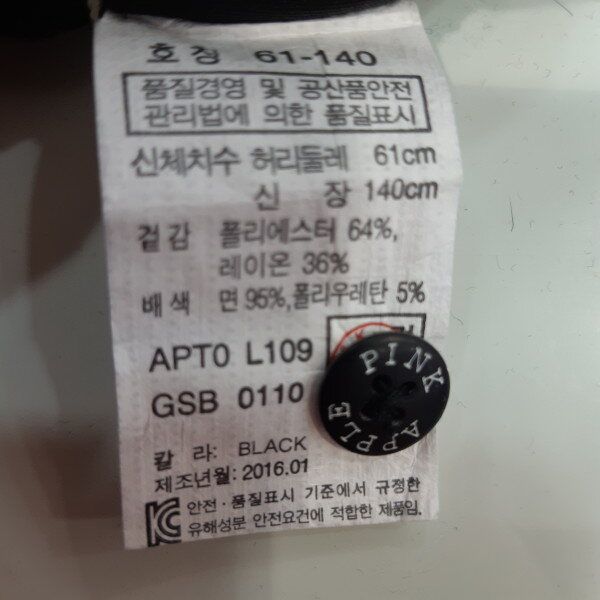 호칭 61-140
품질경영 및 공산품안전
관리법에 의한 품질표시
신체치수 허리둘레 61cm
신 장 140cm
겉감 폴리에스터 64%,
레이온 36%
배색 면 95%,폴리우레탄 5%
APT0 L109
GSB 0110
PINK APPLE
칼 라: BLACK
제조년월: 2016.01
안전·품질표시 기준에서 규정한
유해성분 안전요건에 적합한 제품임.